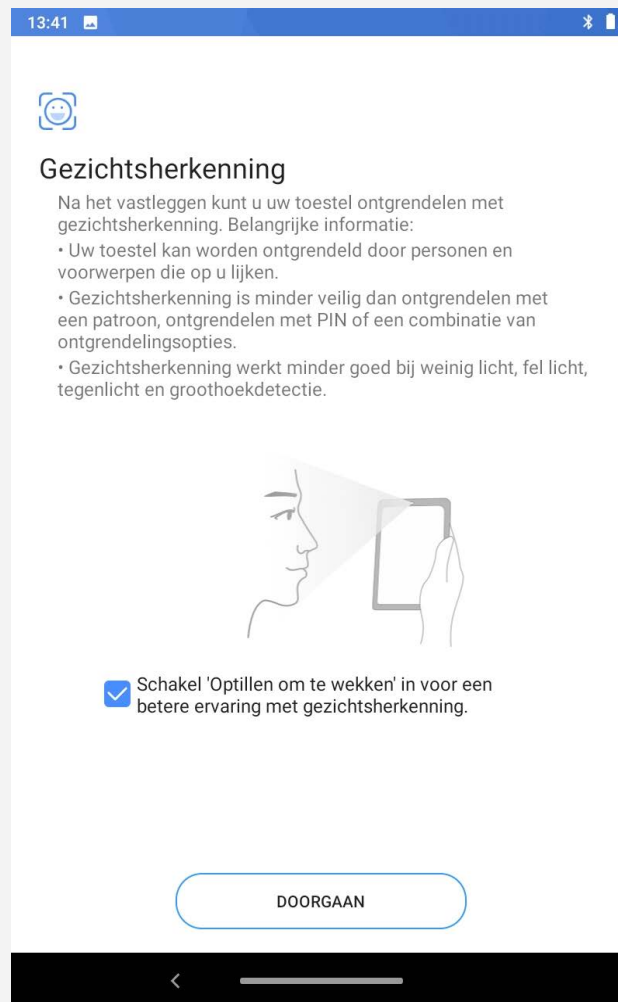 13:41
Gezichtsherkenning
Na het vastleggen kunt u uw toestel ontgrendelen met
gezichtsherkenning. Belangrijke informatie:
• Uw toestel kan worden ontgrendeld door personen en
voorwerpen die op u lijken.
• Gezichtsherkenning is minder veilig dan ontgrendelen met
een patroon, ontgrendelen met PIN of een combinatie van
ontgrendelingsopties.
• Gezichtsherkenning werkt minder goed bij weinig licht, fel licht,
tegenlicht en groothoekdetectie.
Schakel 'Optillen om te wekken' in voor een
betere ervaring met gezichtsherkenning.
DOORGAAN